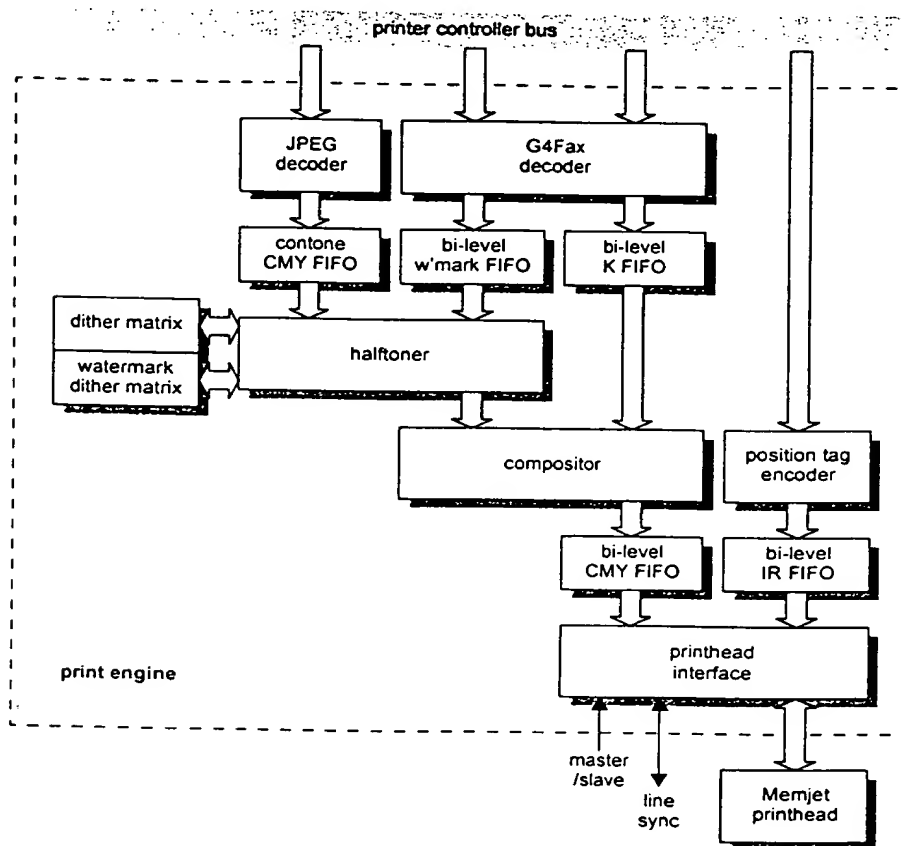 printer controller bus
JPEG
decoder
G4Fax
decoder
contone
CMY FIFO
bi-level
w'mark FIFO
bi-level
K FIFO
dither matrix
watermark
dither matrix
halftoner
compositor
position tag
encoder
bi-level
CMY FIFO
bi-level
IR FIFO
printhead
interface
print engine
master
/slave
line
sync
Memjet
printhead